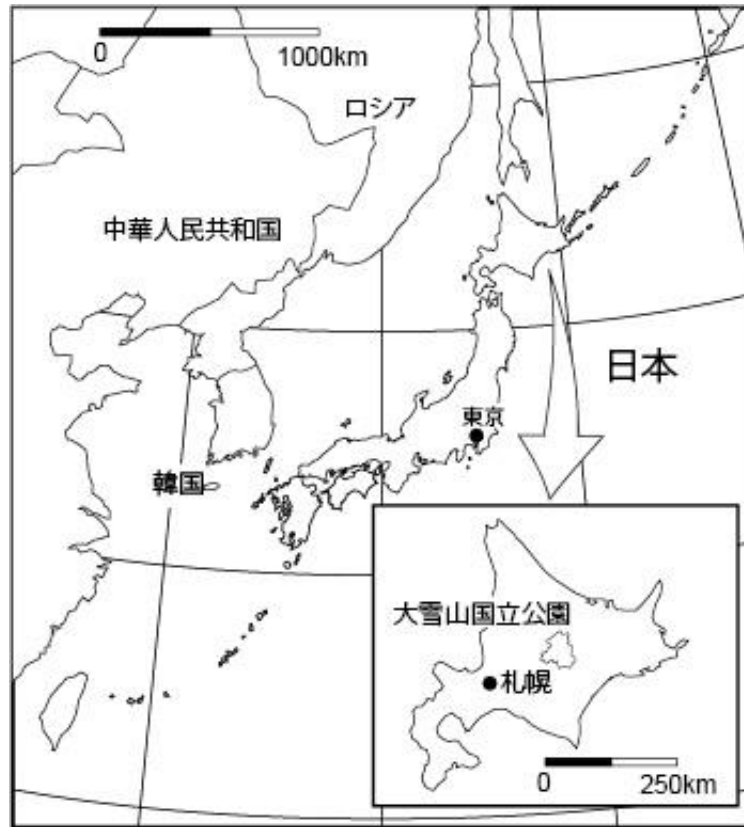 0 1000km
ロシア
中華人民共和国
日本
東京
韓国
大雪山国立公園
札幌
0 250km